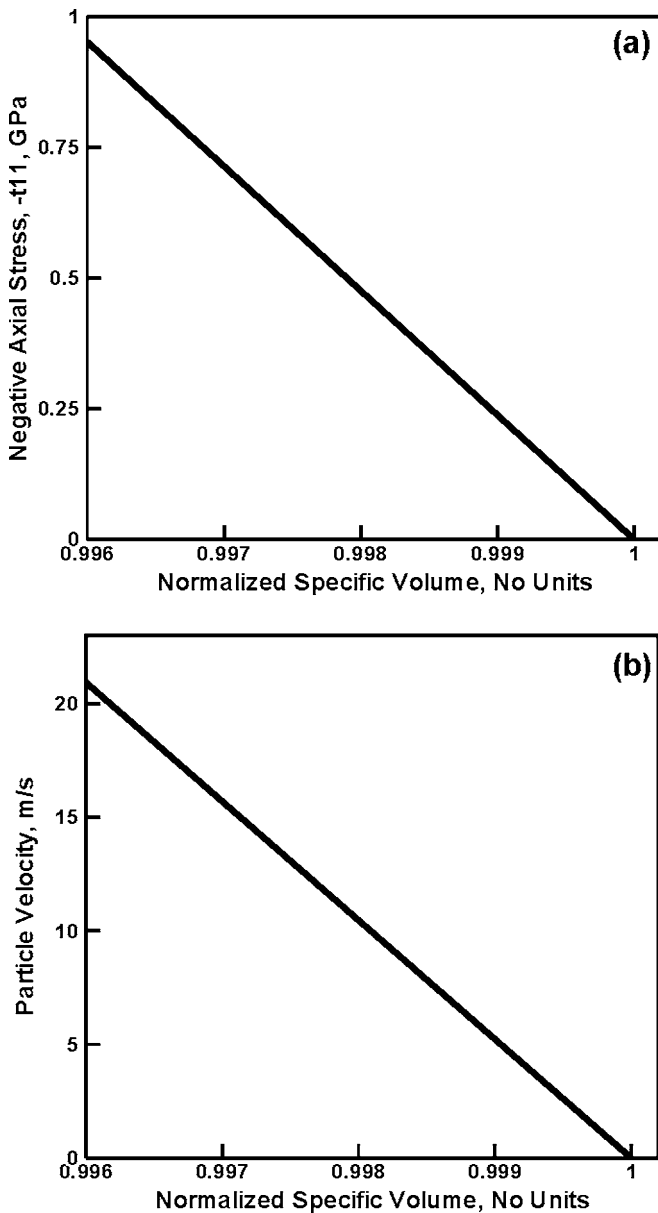 (a)
Negative Axial Stress, -t11, GPa
1
0.75
0.5
0.25
0
0.996 0.997 0.998 0.999 1
Normalized Specific Volume, No Units
(b)
Particle Velocity, m/s
20
15
10
5
0
0.996 0.997 0.998 0.999 1
Normalized Specific Volume, No Units